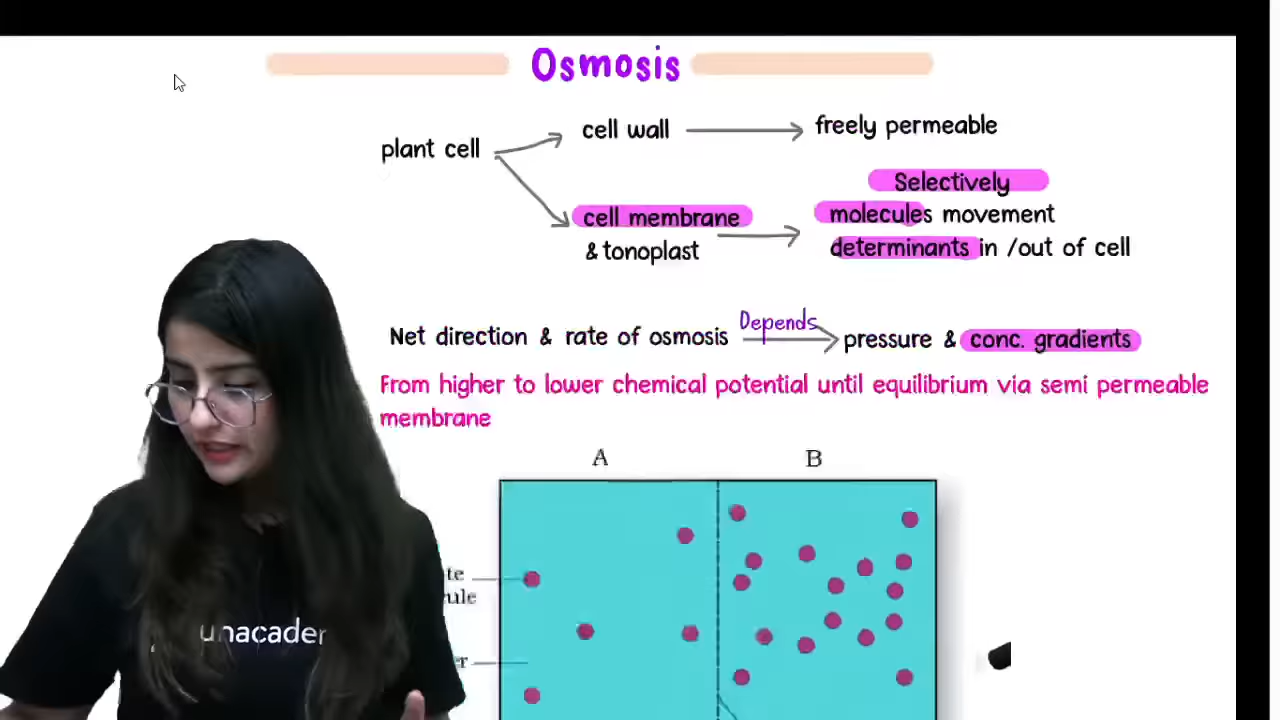 Osmosis
plant cell
cell wall
freely permeable
cell membrane
& tonoplast
Selectively
molecules movement
determinants in /out of cell
Net direction & rate of osmosis
Depends
pressure & conc. gradients
From higher to lower chemical potential until equilibrium via semi permeable
membrane
A
B